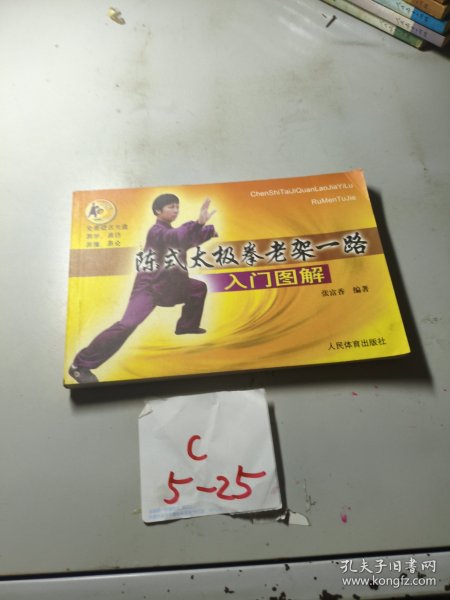 ChenShiTaiJiQuanLaoJiaYiLu
RuMenTuJie
陈式太极拳老架一路
入门图解
张富香 编著
人民体育出版社
C
5-25
孔夫子旧书网
www.kongfz.com